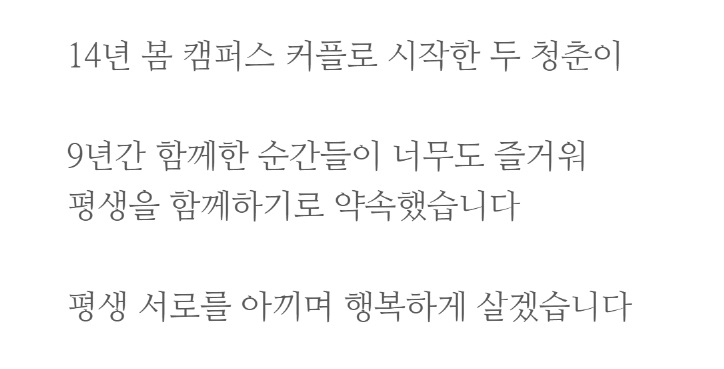 14년 봄 캠퍼스 커플로 시작한 두 청춘이
9년간 함께한 순간들이 너무도 즐거워
평생을 함께하기로 약속했습니다
평생 서로를 아끼며 행복하게 살겠습니다